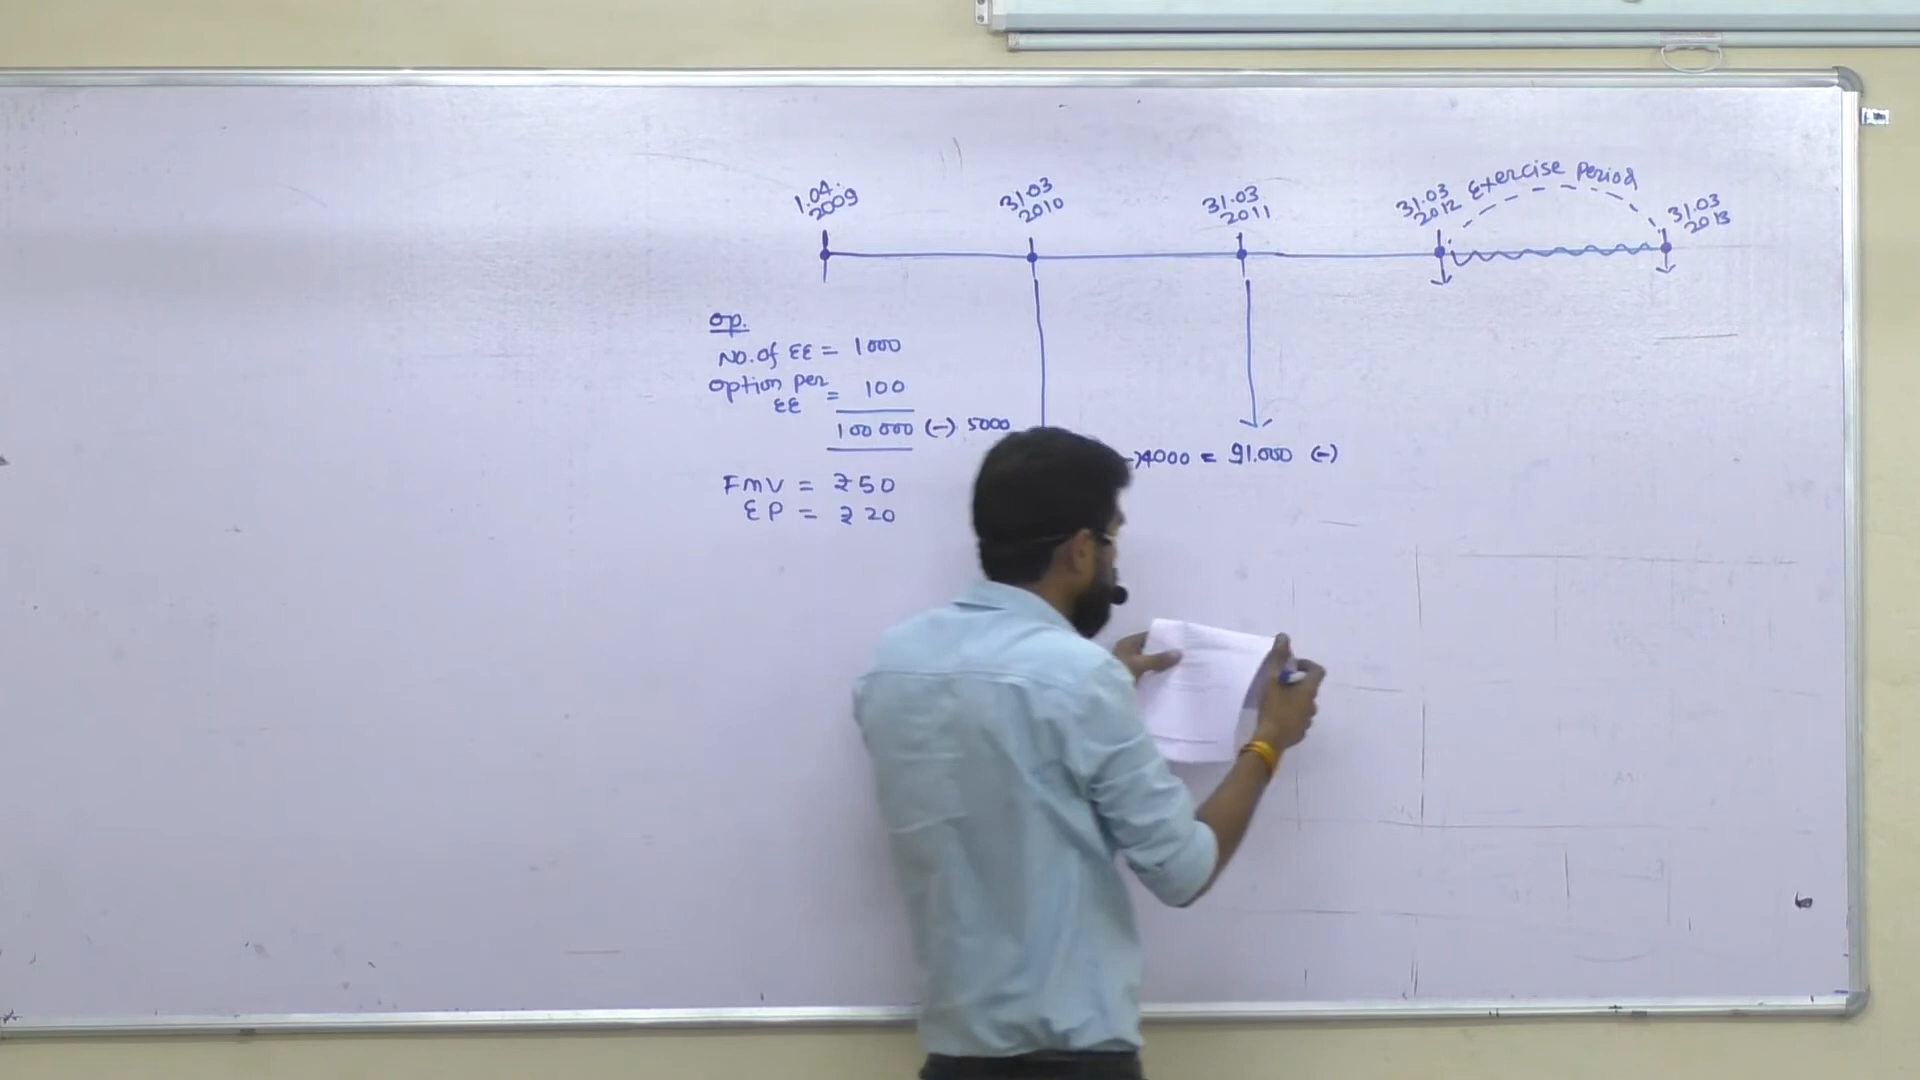 1.04. 2009
31.03 2010
31.03 2011
31.03 2012
Exercise Period
31.03 2013
OP.
No. of EE = 1000
Option per EE = 100
100000 (-) 5000
-)4000 = 91.000 (-)
FMV = ₹50
EP = ₹20